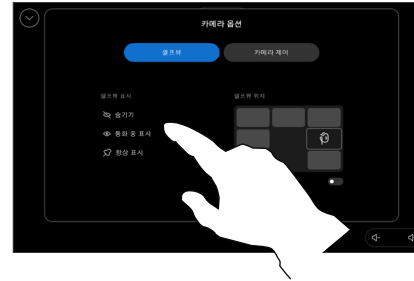 카메라 옵션
셀프뷰
카메라 제어
셀프뷰 표시
셀프뷰 위치
숨기기
통화 중 표시
항상 표시